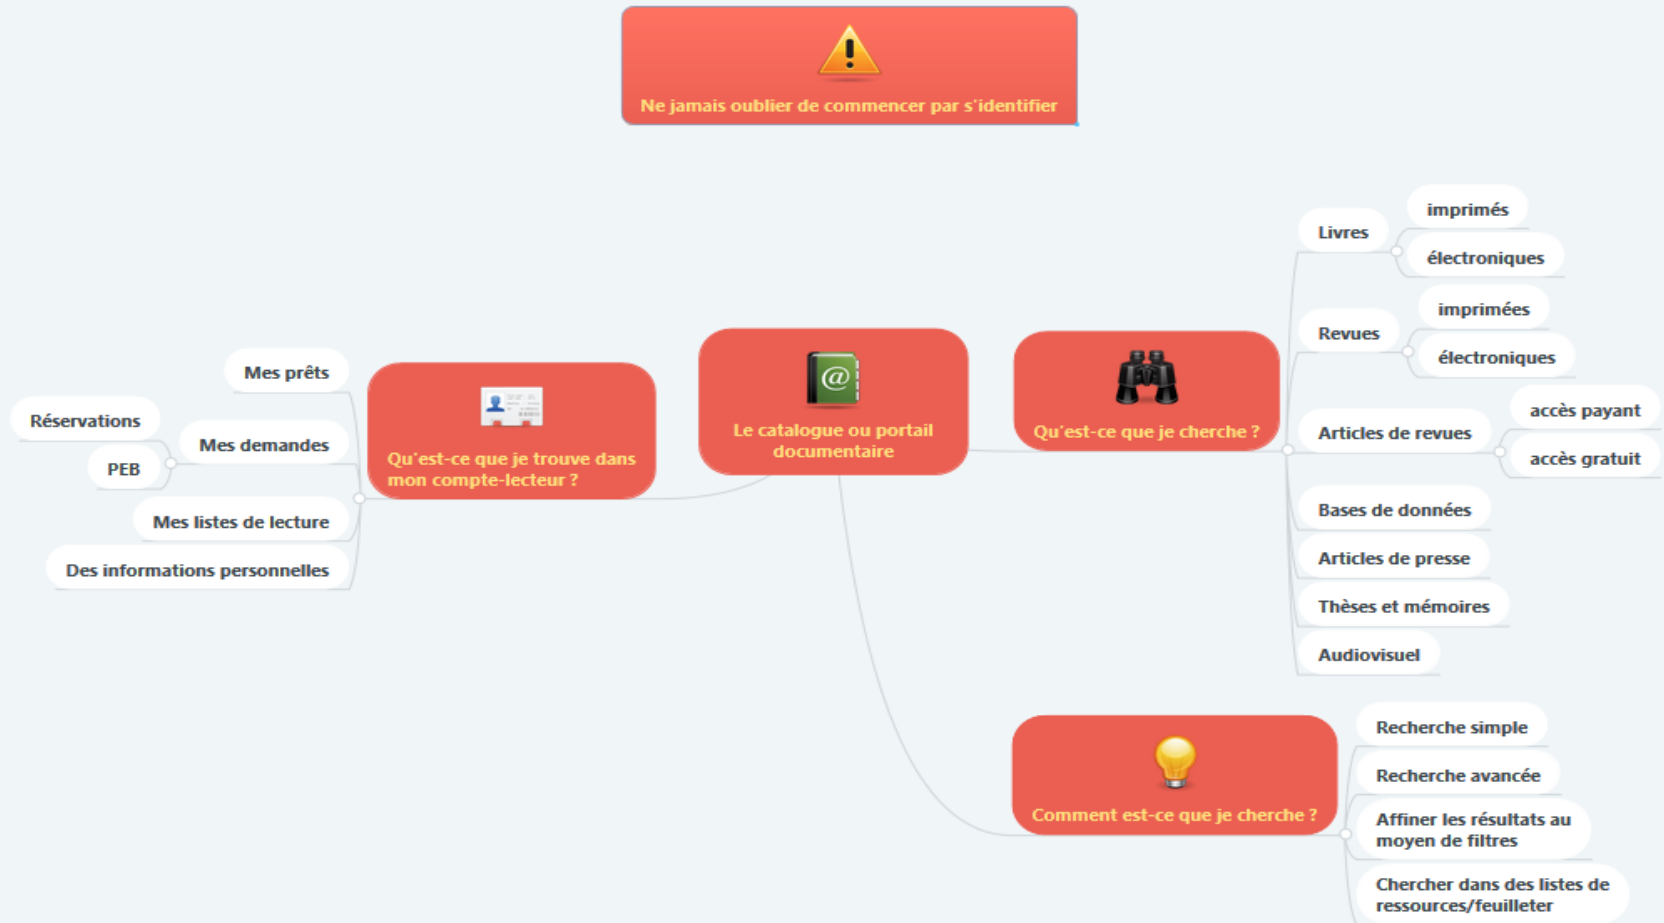 Ne jamais oublier de commencer par s'identifier
Le catalogue ou portail
documentaire
Qu'est-ce que je trouve dans
mon compte-lecteur ?
Mes prêts
Mes demandes
Réservations
PEB
Mes listes de lecture
Des informations personnelles
Qu'est-ce que je cherche ?
Livres
imprimés
électroniques
Revues
imprimées
électroniques
Articles de revues
accès payant
accès gratuit
Bases de données
Articles de presse
Thèses et mémoires
Audiovisuel
Comment est-ce que je cherche ?
Recherche simple
Recherche avancée
Affiner les résultats au
moyen de filtres
Chercher dans des listes de
ressources/feuilleter